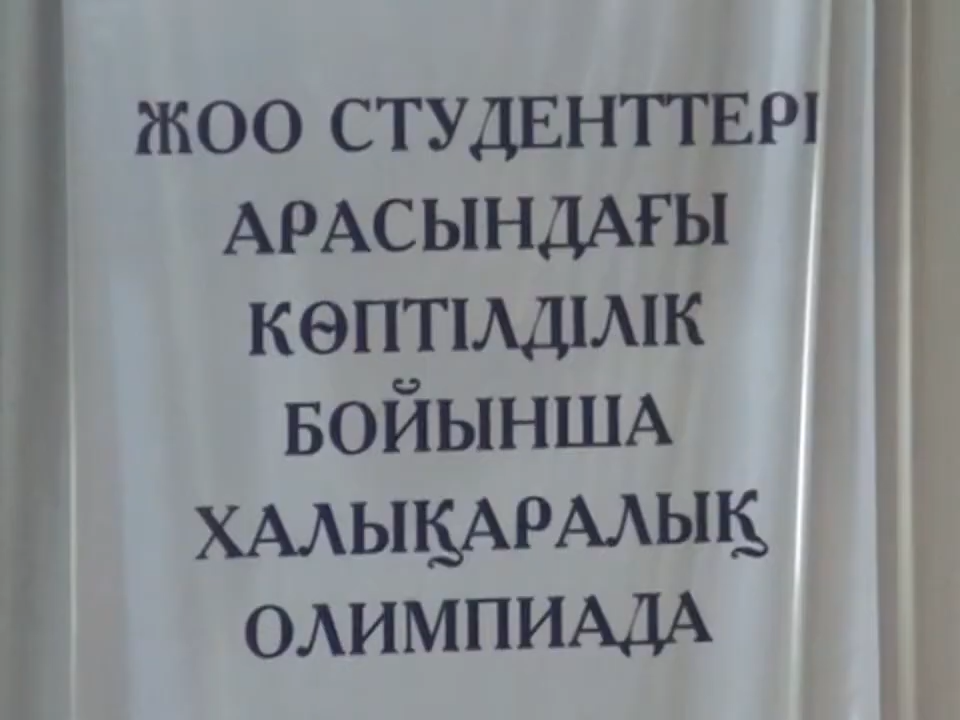 ЖОО СТУДЕНТТЕРІ
АРАСЫНДАҒЫ
КӨПТІЛДІЛІК
БОЙЫНША
ХАЛЫҚАРАЛЫҚ
ОЛИМПИАДА